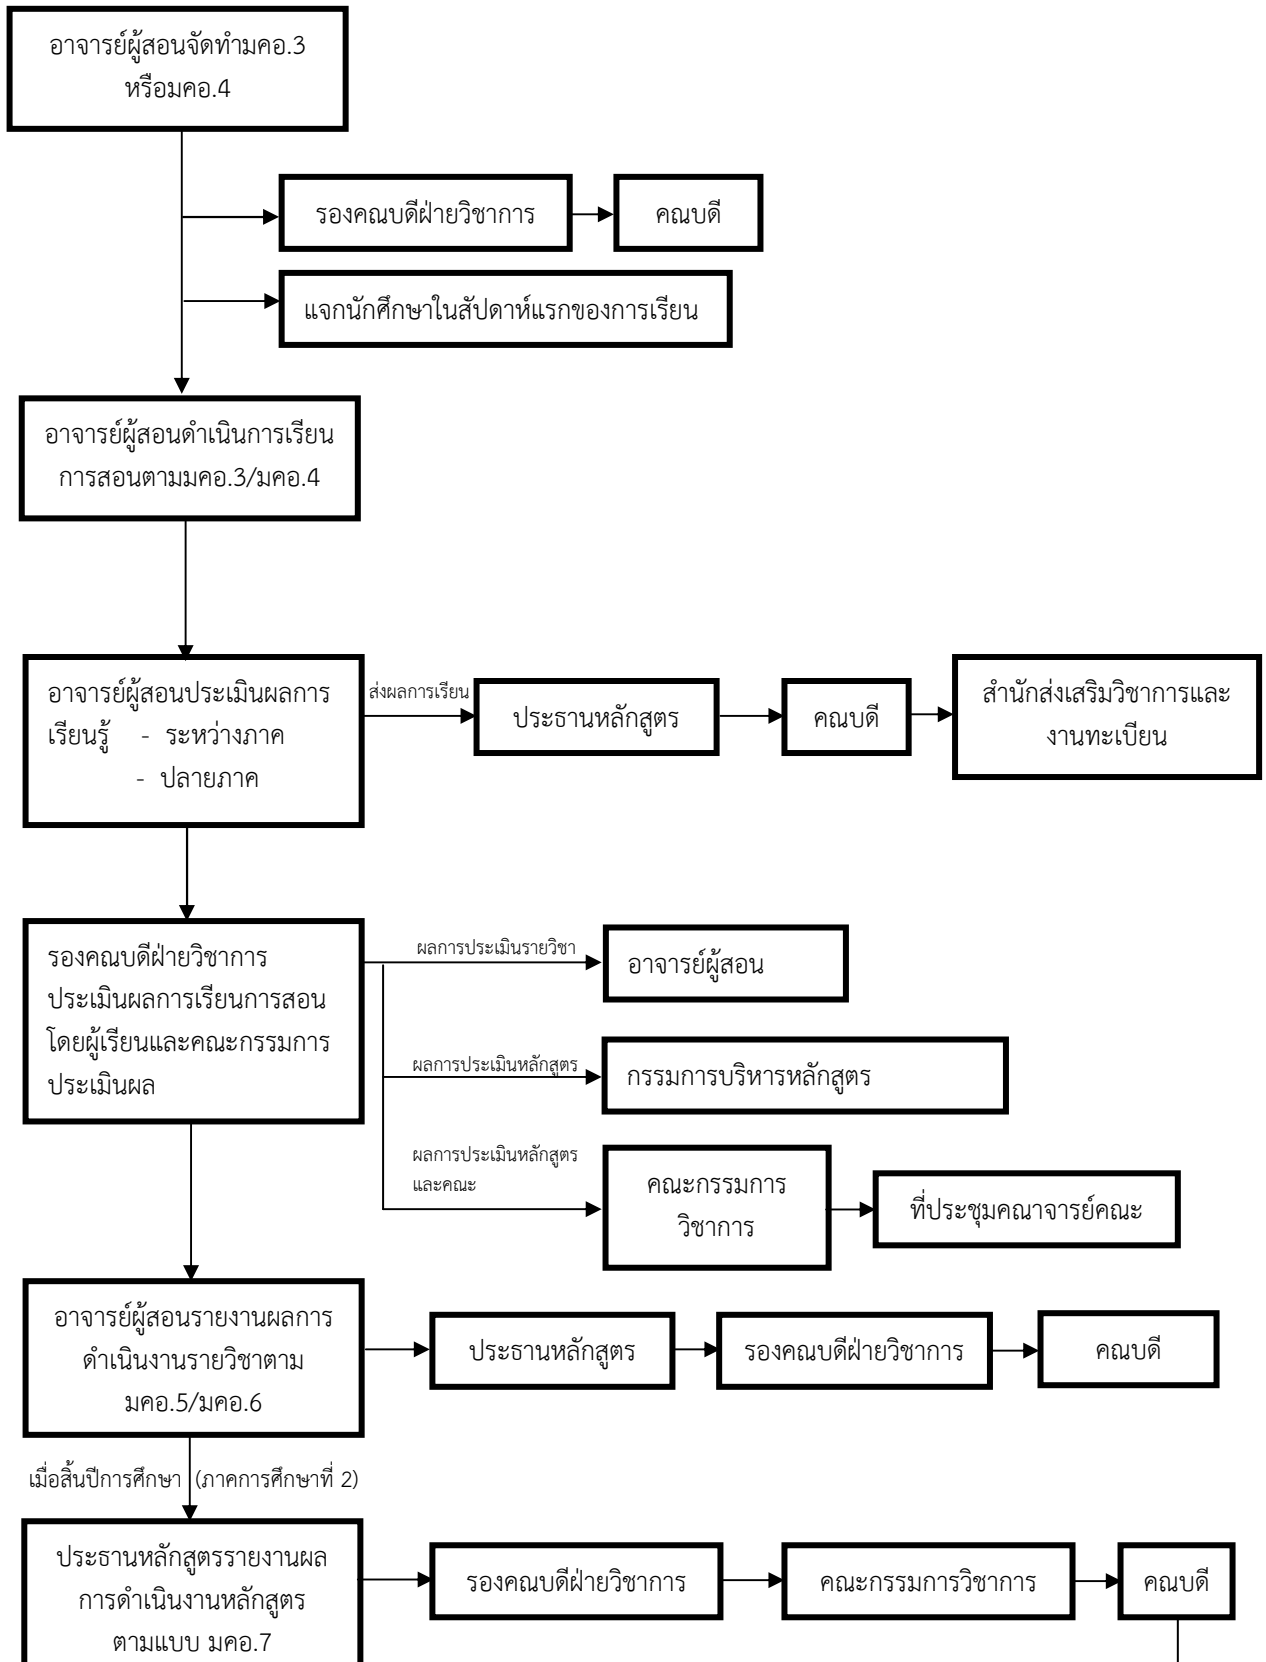 อาจารย์ผู้สอนจัดทำมคอ.3
หรือมคอ.4
รองคณบดีฝ่ายวิชาการ
คณบดี
แจกนักศึกษาในสัปดาห์แรกของการเรียน
อาจารย์ผู้สอนดำเนินการเรียน
การสอนตามมคอ.3/มคอ.4
อาจารย์ผู้สอนประเมินผลการ
เรียนรู้ - ระหว่างภาค
- ปลายภาค
ส่งผลการเรียน
ประธานหลักสูตร
คณบดี
สำนักส่งเสริมวิชาการและ
งานทะเบียน
รองคณบดีฝ่ายวิชาการ
ประเมินผลการเรียนการสอน
โดยผู้เรียนและคณะกรรมการ
ประเมินผล
ผลการประเมินรายวิชา
อาจารย์ผู้สอน
ผลการประเมินหลักสูตร
กรรมการบริหารหลักสูตร
ผลการประเมินหลักสูตร
และคณะ
คณะกรรมการ
วิชาการ
ที่ประชุมคณาจารย์คณะ
อาจารย์ผู้สอนรายงานผลการ
ดำเนินงานรายวิชาตาม
มคอ.5/มคอ.6
ประธานหลักสูตร
รองคณบดีฝ่ายวิชาการ
คณบดี
เมื่อสิ้นปีการศึกษา (ภาคการศึกษาที่ 2)
ประธานหลักสูตรรายงานผล
การดำเนินงานหลักสูตร
ตามแบบ มคอ.7
รองคณบดีฝ่ายวิชาการ
คณะกรรมการวิชาการ
คณบดี